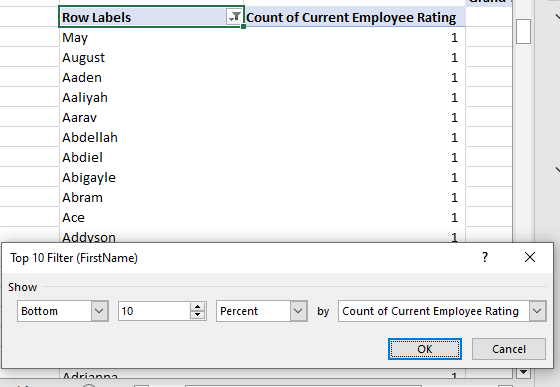 Row Labels Count of Current Employee Rating
May 1
August 1
Aaden 1
Aaliyah 1
Aarav 1
Abdellah 1
Abdiel 1
Abigayle 1
Abram 1
Ace 1
Addyson 1
Top 10 Filter (FirstName) ?
Show
Bottom 10 Percent by Count of Current Employee Rating
OK Cancel
Adrianna 1